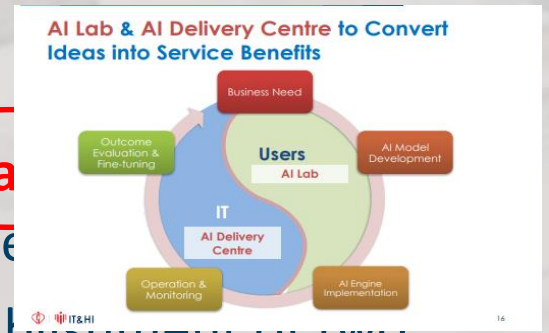 AI Lab & AI Delivery Centre to Convert
Ideas into Service Benefits
Business Need
Outcome
Evaluation &
Fine-tuning
Users
AI Lab
AI Model
Development
IT
AI Delivery
Centre
Operation &
Monitoring
AI Engine
Implementation
IT&HI
16